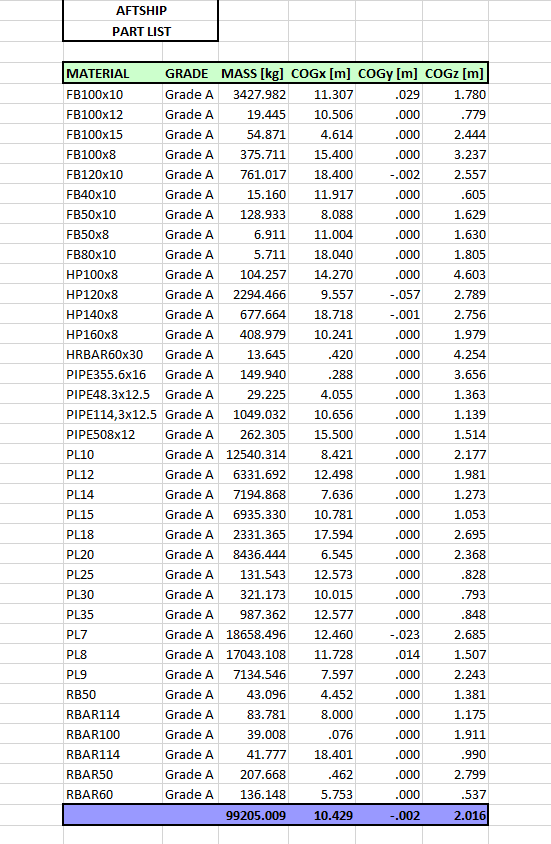 AFTSHIP
PART LIST
MATERIAL GRADE MASS [kg] COGx [m] COGy [m] COGz [m]
FB100x10 Grade A 3427.982 11.307 .029 1.780
FB100x12 Grade A 19.445 10.506 .000 .779
FB100x15 Grade A 54.871 4.614 .000 2.444
FB100x8 Grade A 375.711 15.400 .000 3.237
FB120x10 Grade A 761.017 18.400 -.002 2.557
FB40x10 Grade A 15.160 11.917 .000 .605
FB50x10 Grade A 128.933 8.088 .000 1.629
FB50x8 Grade A 6.911 11.004 .000 1.630
FB80x10 Grade A 5.711 18.040 .000 1.805
HP100x8 Grade A 104.257 14.270 .000 4.603
HP120x8 Grade A 2294.466 9.557 -.057 2.789
HP140x8 Grade A 677.664 18.718 -.001 2.756
HP160x8 Grade A 408.979 10.241 .000 1.979
HRBAR60x30 Grade A 13.645 .420 .000 4.254
PIPE355.6x16 Grade A 149.940 .288 .000 3.656
PIPE48.3x12.5 Grade A 29.225 4.055 .000 1.363
PIPE114,3x12.5 Grade A 1049.032 10.656 .000 1.139
PIPE508x12 Grade A 262.305 15.500 .000 1.514
PL10 Grade A 12540.314 8.421 .000 2.177
PL12 Grade A 6331.692 12.498 .000 1.981
PL14 Grade A 7194.868 7.636 .000 1.273
PL15 Grade A 6935.330 10.781 .000 1.053
PL18 Grade A 2331.365 17.594 .000 2.695
PL20 Grade A 8436.444 6.545 .000 2.368
PL25 Grade A 131.543 12.573 .000 .828
PL30 Grade A 321.173 10.015 .000 .793
PL35 Grade A 987.362 12.577 .000 .848
PL7 Grade A 18658.496 12.460 -.023 2.685
PL8 Grade A 17043.108 11.728 .014 1.507
PL9 Grade A 7134.546 7.597 .000 2.243
RB50 Grade A 43.096 4.452 .000 1.381
RBAR114 Grade A 83.781 8.000 .000 1.175
RBAR100 Grade A 39.008 .076 .000 1.911
RBAR114 Grade A 41.777 18.401 .000 .990
RBAR50 Grade A 207.668 .462 .000 2.799
RBAR60 Grade A 136.148 5.753 .000 .537
99205.009 10.429 -.002 2.016